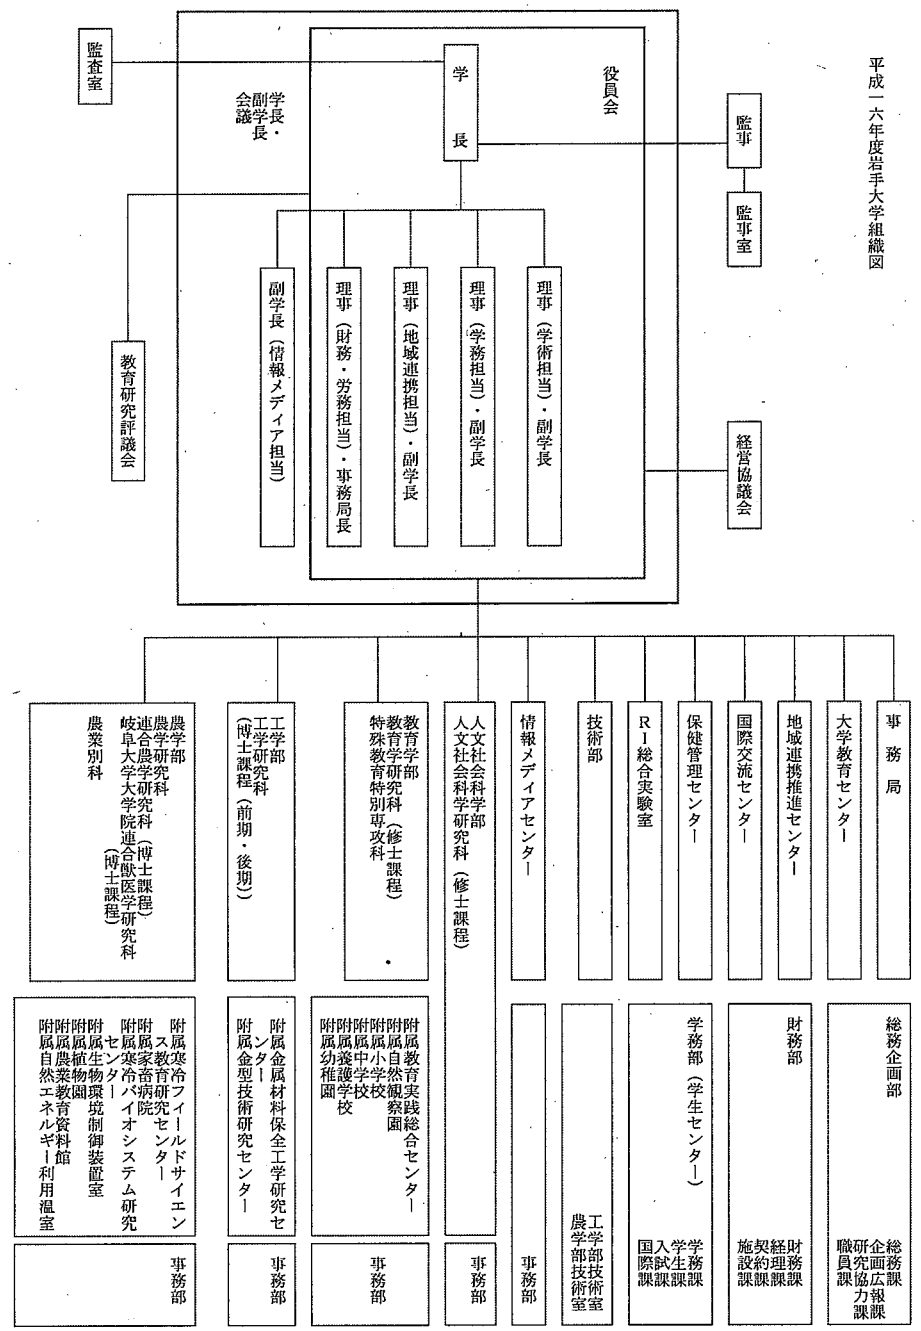 平成一六年度岩手大学組織図
監事
監事室
経営協議会
役員会
学長
学長・
副学長
会議
監査室
教育研究評議会
理事（学術担当）・副学長
理事（学務担当）・副学長
理事（地域連携担当）・副学長
理事（財務・労務担当）・事務局長
副学長（情報メディア担当）
事務局
大学教育センター
地域連携推進センター
国際交流センター
保健管理センター
RI総合実験室
技術部
情報メディアセンター
人文社会科学部
人文社会科学研究科（修士課程）
教育学部
教育学研究科（修士課程）
特殊教育特別専攻科
工学部
工学研究科
（博士課程（前期・後期））
農学部
農学研究科
連合農学研究科（博士課程）
岐阜大学大学院連合獣医学研究科
（博士課程）
農業別科
総務企画部
総務課
企画広報課
研究協力課
職員課
財務部
財務課
経理課
契約課
施設課
学務部（学生センター）
学務課
学生課
入試課
国際課
工学部技術室
農学部技術室
事務部
事務部
附属教育実践総合センター
附属自然観察園
附属小学校
附属中学校
附属養護学校
附属幼稚園
事務部
附属金属材料保全工学研究セ
ンター
附属金型技術研究センター
事務部
附属寒冷フィールドサイエン
ス教育研究センター
附属家畜病院
附属寒冷バイオシステム研究
センター
附属生物環境制御装置室
附属植物園
附属農業教育資料館
附属自然エネルギー利用温室
事務部